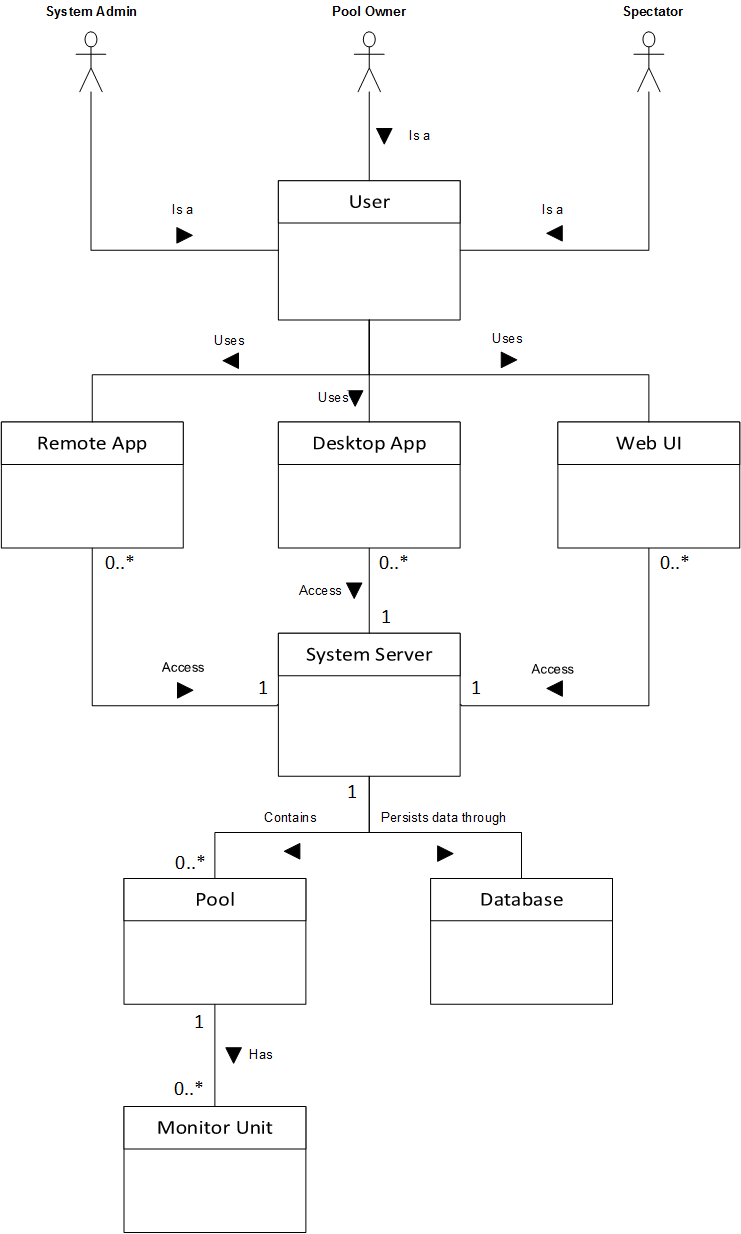 System Admin
Pool Owner
Spectator
Is a
Is a
Is a
User
Uses
Uses
Uses
Remote App
Desktop App
Web UI
0..*
0..*
0..*
Access
1
System Server
Access
1
1
Access
1
Contains
Persists data through
0..*
Pool
Database
1
Has
0..*
Monitor Unit